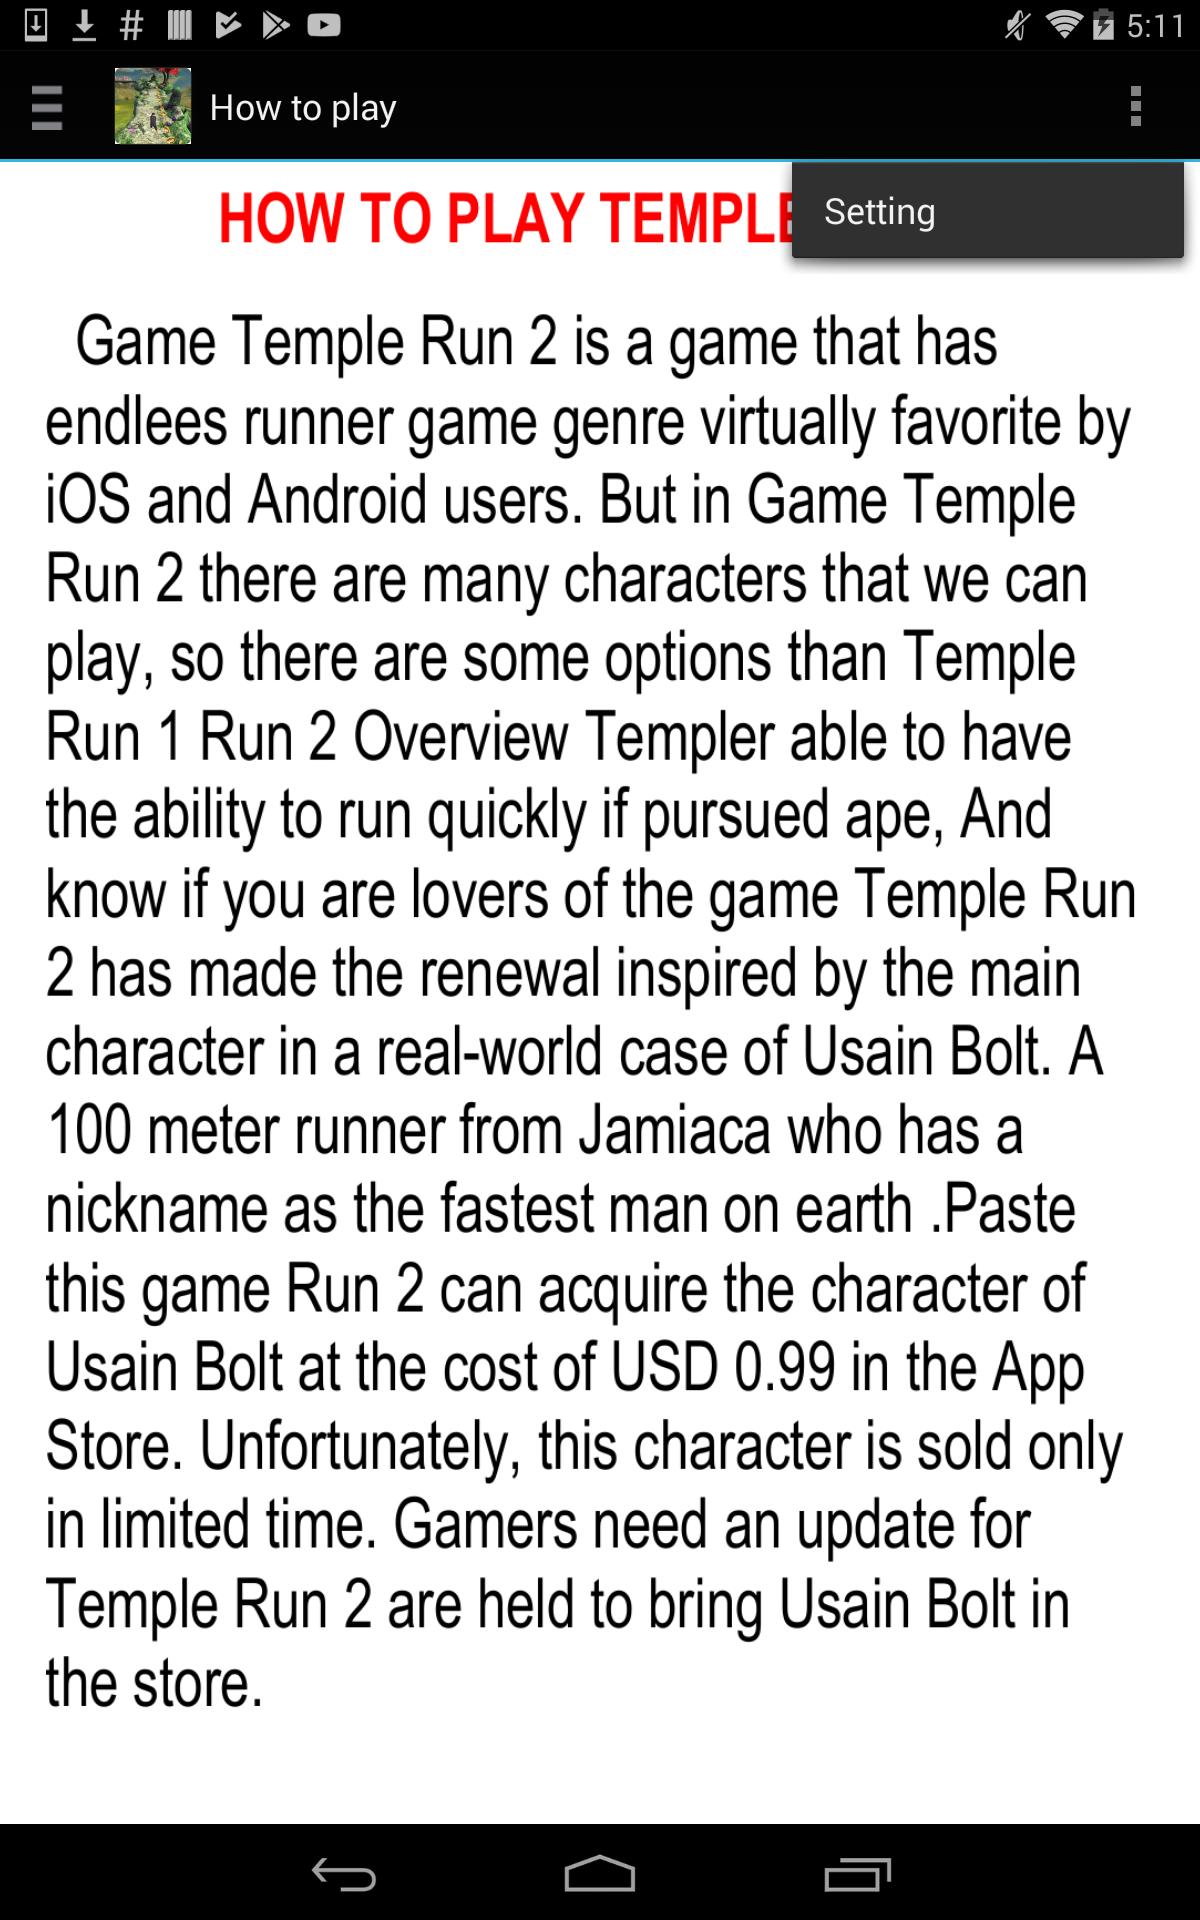 5:11
How to play
Setting
HOW TO PLAY TEMPLE
Game Temple Run 2 is a game that has
endlees runner game genre virtually favorite by
iOS and Android users. But in Game Temple
Run 2 there are many characters that we can
play, so there are some options than Temple
Run 1 Run 2 Overview Templer able to have
the ability to run quickly if pursued ape, And
know if you are lovers of the game Temple Run
2 has made the renewal inspired by the main
character in a real-world case of Usain Bolt. A
100 meter runner from Jamiaca who has a
nickname as the fastest man on earth .Paste
this game Run 2 can acquire the character of
Usain Bolt at the cost of USD 0.99 in the App
Store. Unfortunately, this character is sold only
in limited time. Gamers need an update for
Temple Run 2 are held to bring Usain Bolt in
the store.